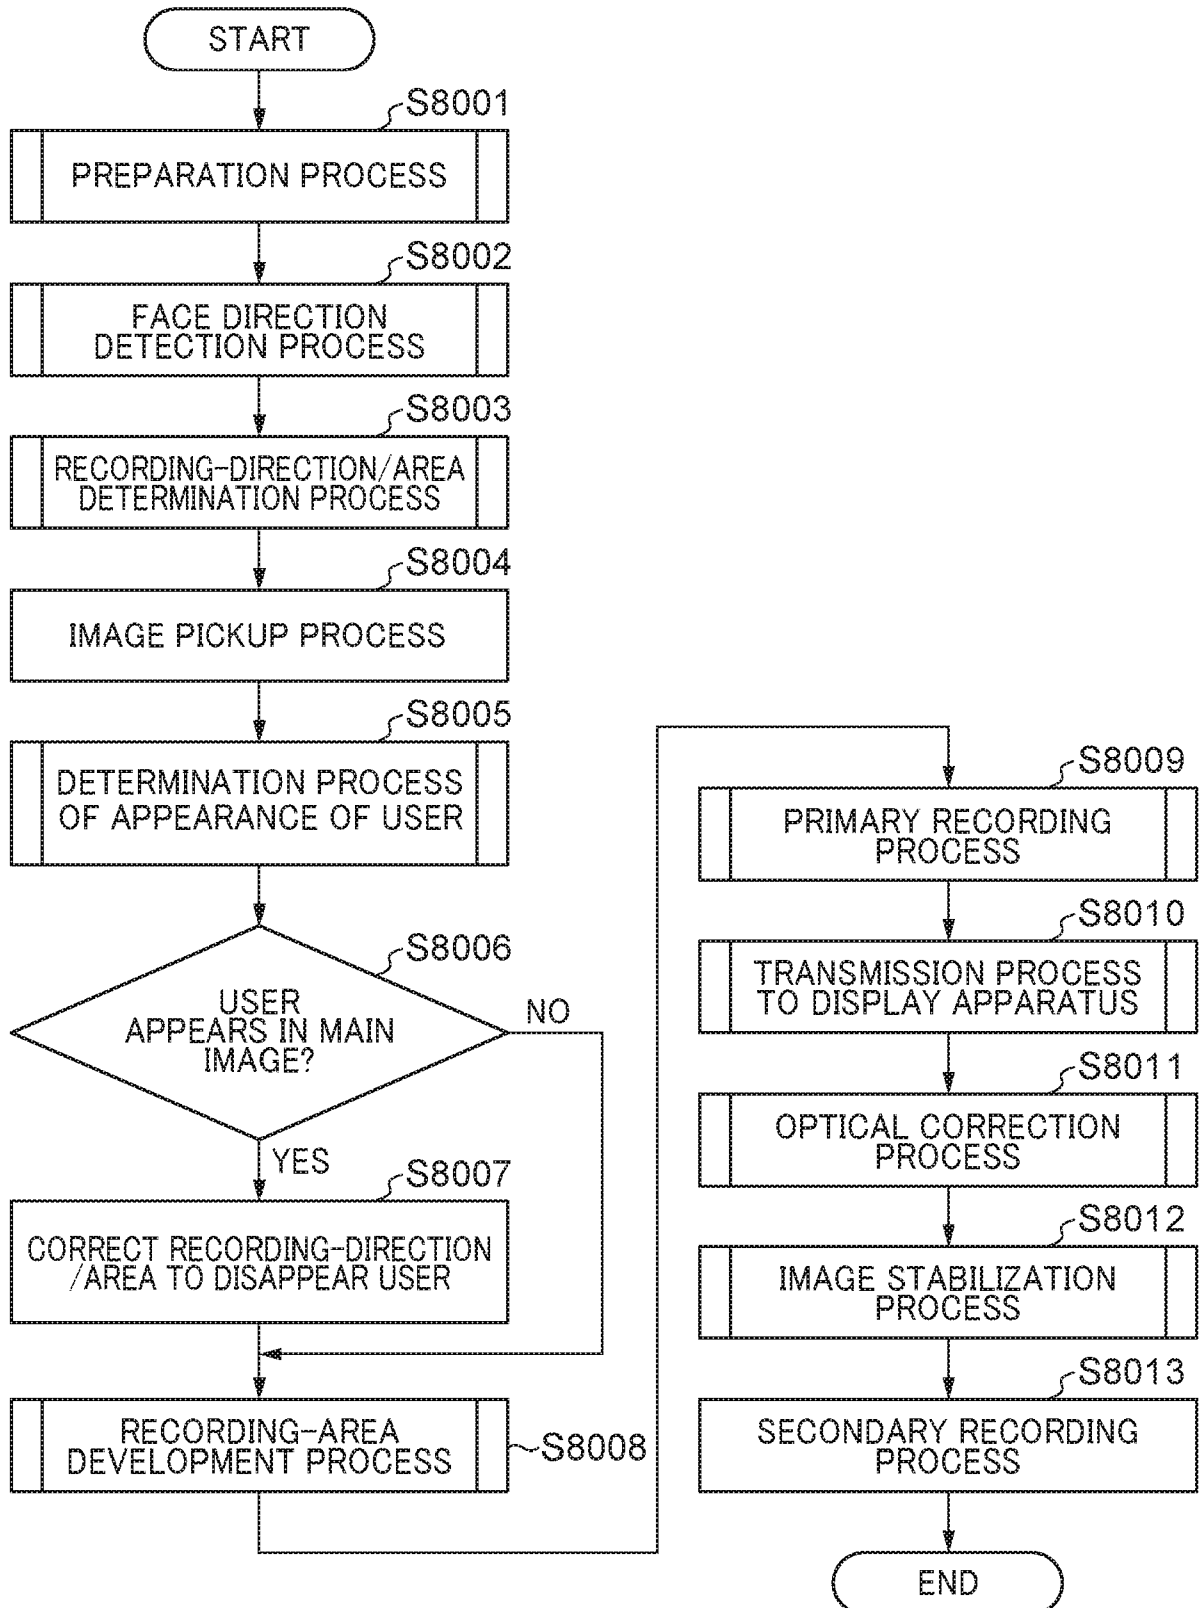 START
S8001
PREPARATION PROCESS
S8002
FACE DIRECTION
DETECTION PROCESS
S8003
RECORDING-DIRECTION/AREA
DETERMINATION PROCESS
S8004
IMAGE PICKUP PROCESS
S8005
DETERMINATION PROCESS
OF APPEARANCE OF USER
S8006
USER
APPEARS IN MAIN
IMAGE?
NO
YES
S8007
CORRECT RECORDING-DIRECTION
/AREA TO DISAPPEAR USER
RECORDING-AREA
DEVELOPMENT PROCESS
S8008
S8009
PRIMARY RECORDING
PROCESS
S8010
TRANSMISSION PROCESS
TO DISPLAY APPARATUS
S8011
OPTICAL CORRECTION
PROCESS
S8012
IMAGE STABILIZATION
PROCESS
S8013
SECONDARY RECORDING
PROCESS
END